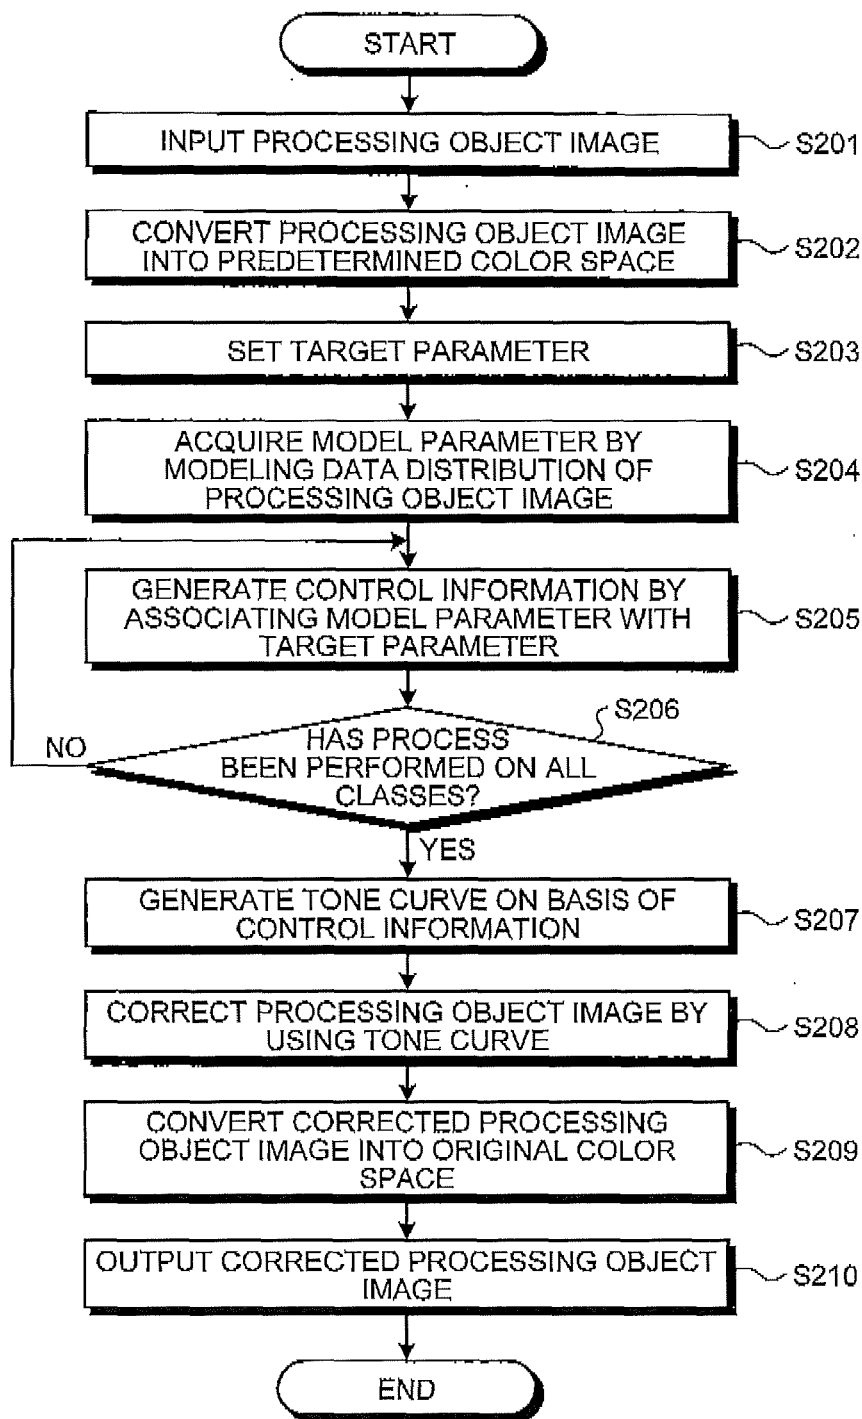 START
INPUT PROCESSING OBJECT IMAGE
S201
CONVERT PROCESSING OBJECT IMAGE
INTO PREDETERMINED COLOR SPACE
S202
SET TARGET PARAMETER
S203
ACQUIRE MODEL PARAMETER BY
MODELING DATA DISTRIBUTION OF
PROCESSING OBJECT IMAGE
S204
GENERATE CONTROL INFORMATION BY
ASSOCIATING MODEL PARAMETER WITH
TARGET PARAMETER
S205
S206
HAS PROCESS
BEEN PERFORMED ON ALL
CLASSES?
NO
YES
GENERATE TONE CURVE ON BASIS OF
CONTROL INFORMATION
S207
CORRECT PROCESSING OBJECT IMAGE BY
USING TONE CURVE
S208
CONVERT CORRECTED PROCESSING
OBJECT IMAGE INTO ORIGINAL COLOR
SPACE
S209
OUTPUT CORRECTED PROCESSING OBJECT
IMAGE
S210
END